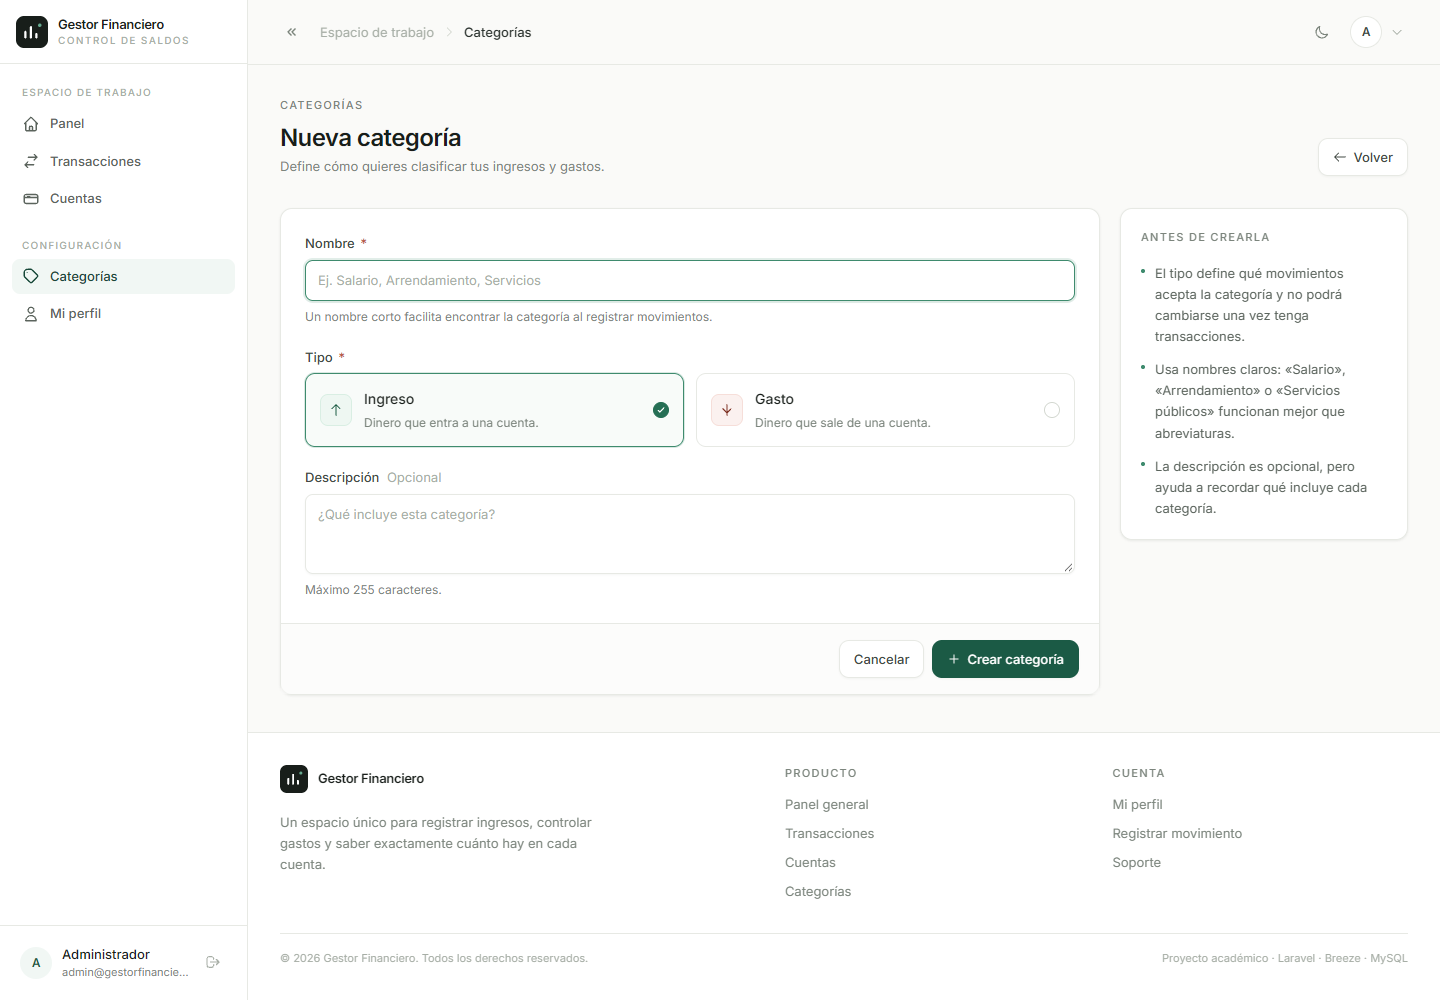 Gestor Financiero
CONTROL DE SALDOS
ESPACIO DE TRABAJO
Panel
Transacciones
Cuentas
CONFIGURACIÓN
Categorías
Mi perfil
Administrador
A
admin@gestorfinancie...
Espacio de trabajo
Categorías
A
CATEGORÍAS
Nueva categoría
Define cómo quieres clasificar tus ingresos y gastos.
Volver
Nombre *
Ej. Salario, Arrendamiento, Servicios
Un nombre corto facilita encontrar la categoría al registrar movimientos.
Tipo *
Ingreso
Dinero que entra a una cuenta.
Gasto
Dinero que sale de una cuenta.
Descripción Opcional
¿Qué incluye esta categoría?
Máximo 255 caracteres.
Cancelar
+ Crear categoría
ANTES DE CREARLA
• El tipo define qué movimientos
acepta la categoría y no podrá
cambiarse una vez tenga
transacciones.
• Usa nombres claros: «Salario»,
«Arrendamiento» o «Servicios
públicos» funcionan mejor que
abreviaturas.
• La descripción es opcional, pero
ayuda a recordar qué incluye cada
categoría.
Gestor Financiero
Un espacio único para registrar ingresos, controlar
gastos y saber exactamente cuánto hay en cada
cuenta.
PRODUCTO
Panel general
Transacciones
Cuentas
Categorías
CUENTA
Mi perfil
Registrar movimiento
Soporte
© 2026 Gestor Financiero. Todos los derechos reservados.
Proyecto académico · Laravel · Breeze · MySQL